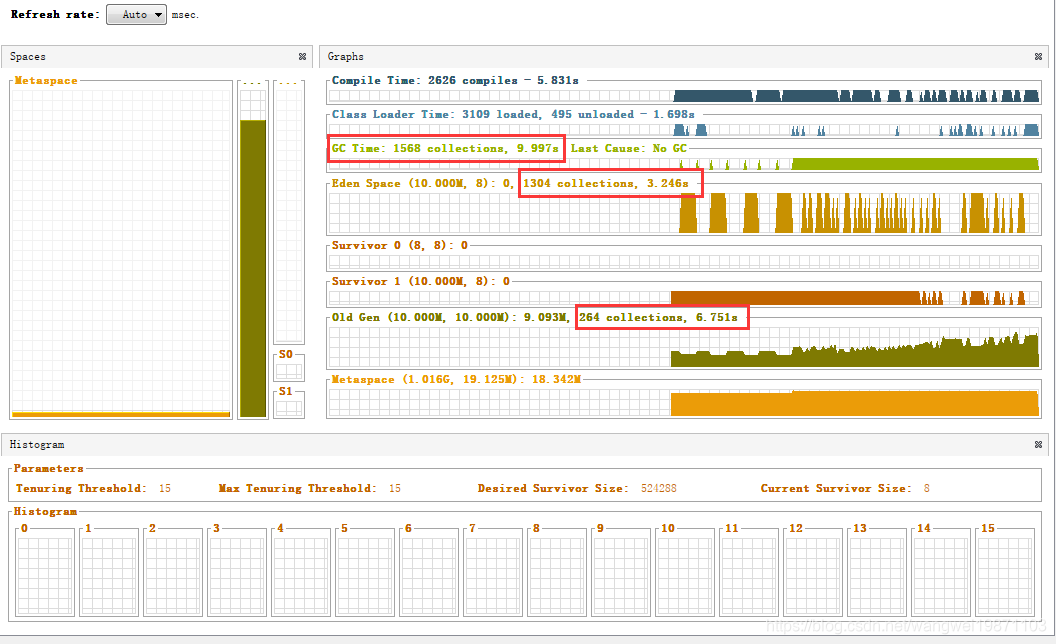 Refresh rate: Auto msec.
Spaces
Graphs
Metaspace
...
...
S0
S1
Compile Time: 2626 compiles - 5.831s
Class Loader Time: 3109 loaded, 495 unloaded - 1.698s
GC Time: 1568 collections, 9.997s Last Cause: No GC
Eden Space (10.000M, 8): 0, 1304 collections, 3.246s
Survivor 0 (8, 8): 0
Survivor 1 (10.000M, 8): 0
Old Gen (10.000M, 10.000M): 9.093M, 264 collections, 6.751s
Metaspace (1.016G, 19.125M): 18.342M
Histogram
Parameters
Tenuring Threshold: 15 Max Tenuring Threshold: 15 Desired Survivor Size: 524288 Current Survivor Size: 8
Histogram
0 1 2 3 4 5 6 7 8 9 10 11 12 13 14 15
https://blog.csdn.net/wangwei19871103